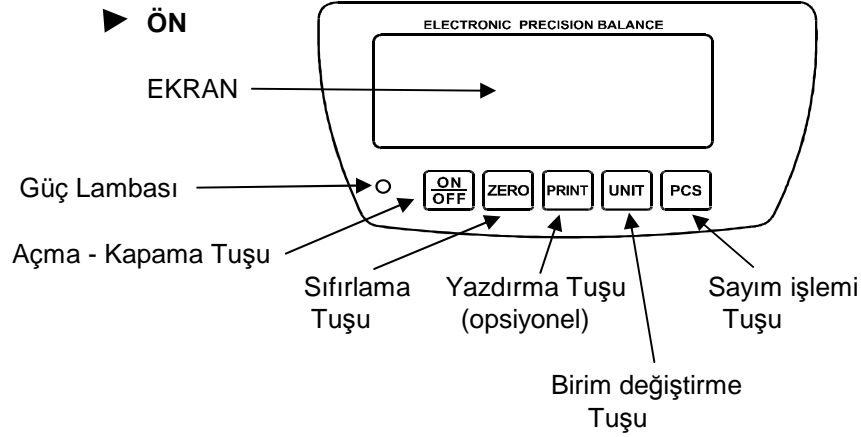 ► ÖN
ELECTRONIC PRECISION BALANCE
EKRAN
Güç Lambası
ON
OFF
ZERO
PRINT
UNIT
PCS
Açma - Kapama Tuşu
Sıfırlama
Tuşu
Yazdırma Tuşu
(opsiyonel)
Sayım işlemi
Tuşu
Birim değiştirme
Tuşu